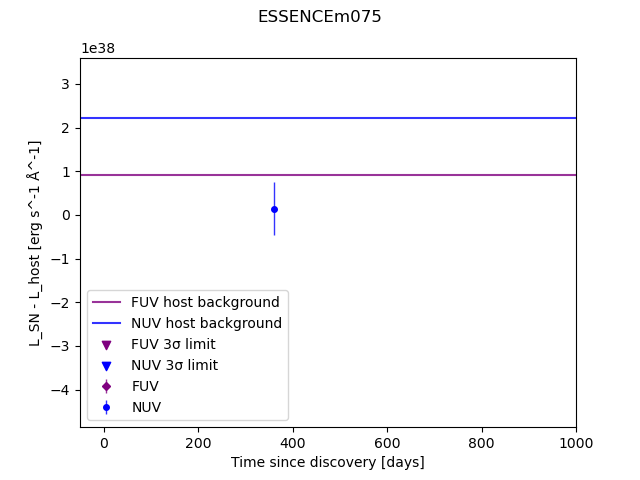 ESSENCEm075
1e38
3
2
1
0
−1
−2
−3
−4
L_SN - L_host [erg s^-1 Å^-1]
FUV host background
NUV host background
FUV 3σ limit
NUV 3σ limit
FUV
NUV
0 200 400 600 800 1000
Time since discovery [days]